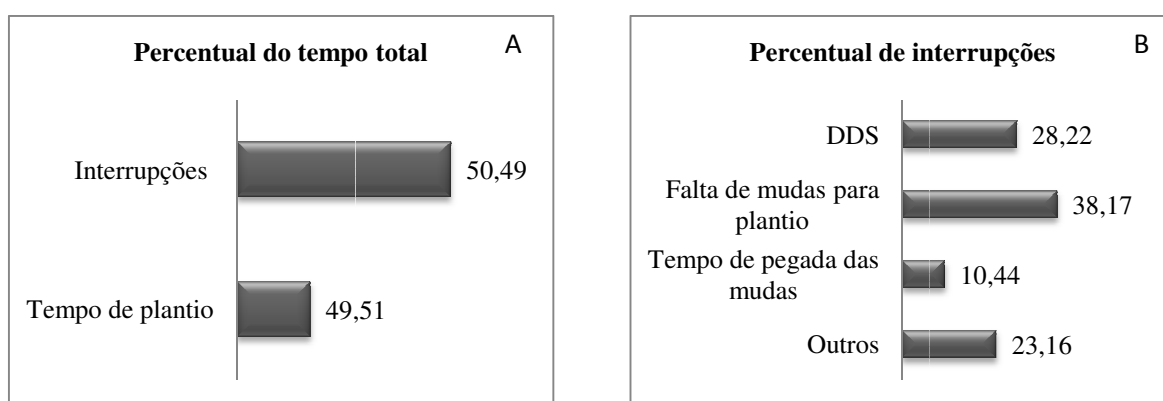 Percentual do tempo total
A
Interrupções
50,49
Tempo de plantio
49,51
Percentual de interrupções
B
DDS
28,22
Falta de mudas para
plantio
38,17
Tempo de pegada das
mudas
10,44
Outros
23,16